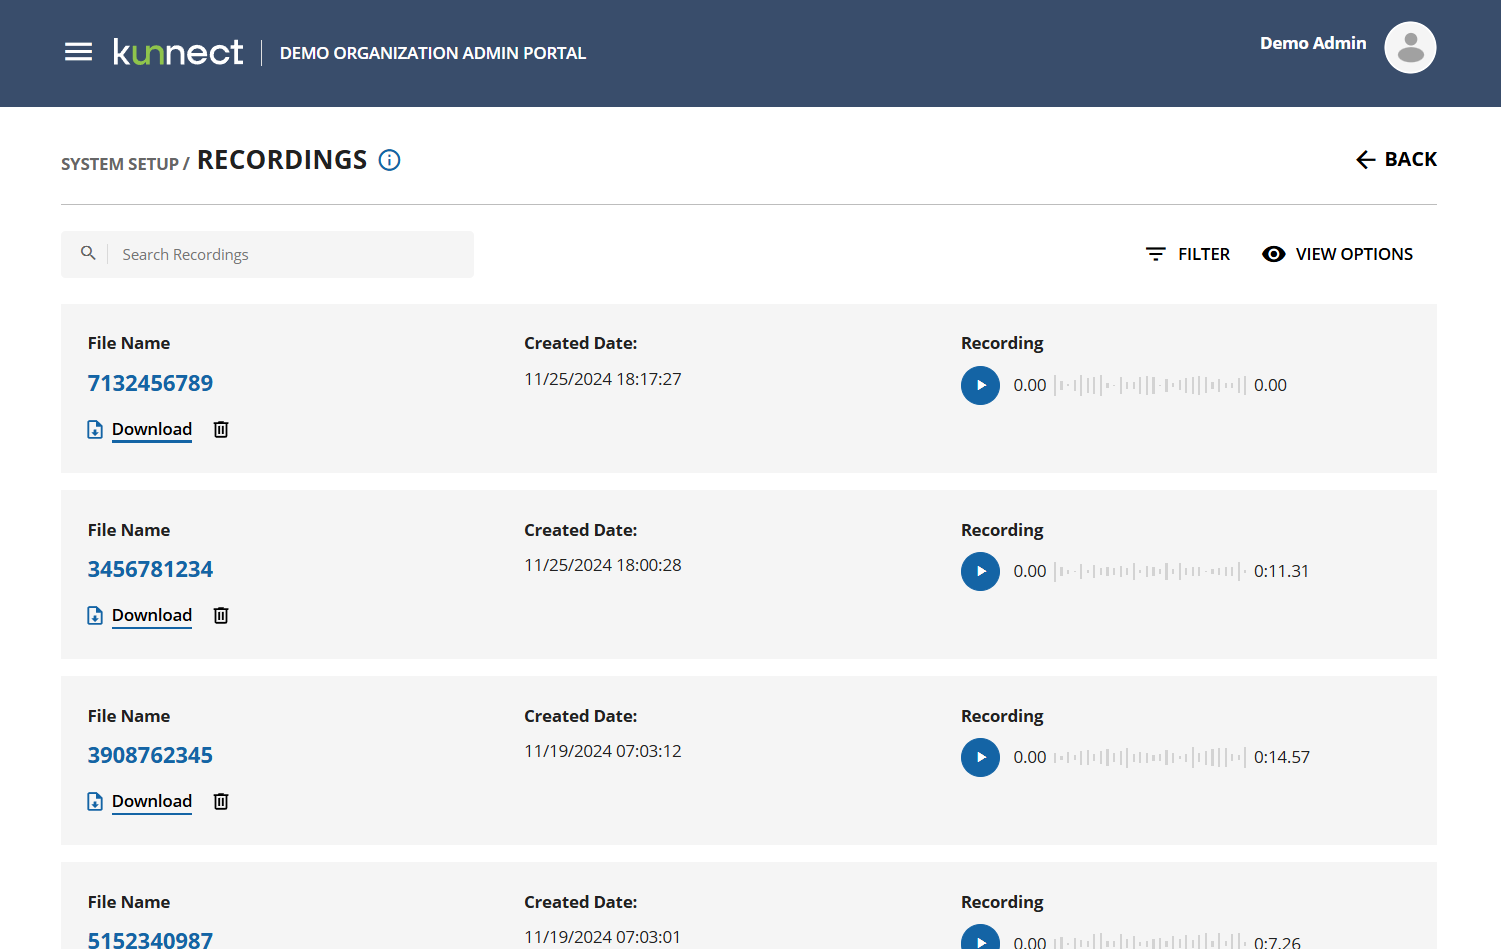 kunnect
DEMO ORGANIZATION ADMIN PORTAL
Demo Admin
SYSTEM SETUP / RECORDINGS
BACK
Search Recordings
FILTER
VIEW OPTIONS
File Name
Created Date:
Recording
7132456789
11/25/2024 18:17:27
0.00
0.00
Download
File Name
Created Date:
Recording
3456781234
11/25/2024 18:00:28
0.00
0:11.31
Download
File Name
Created Date:
Recording
3908762345
11/19/2024 07:03:12
0.00
0:14.57
Download
File Name
Created Date:
Recording
5152340987
11/19/2024 07:03:01
0.00
0:7.26